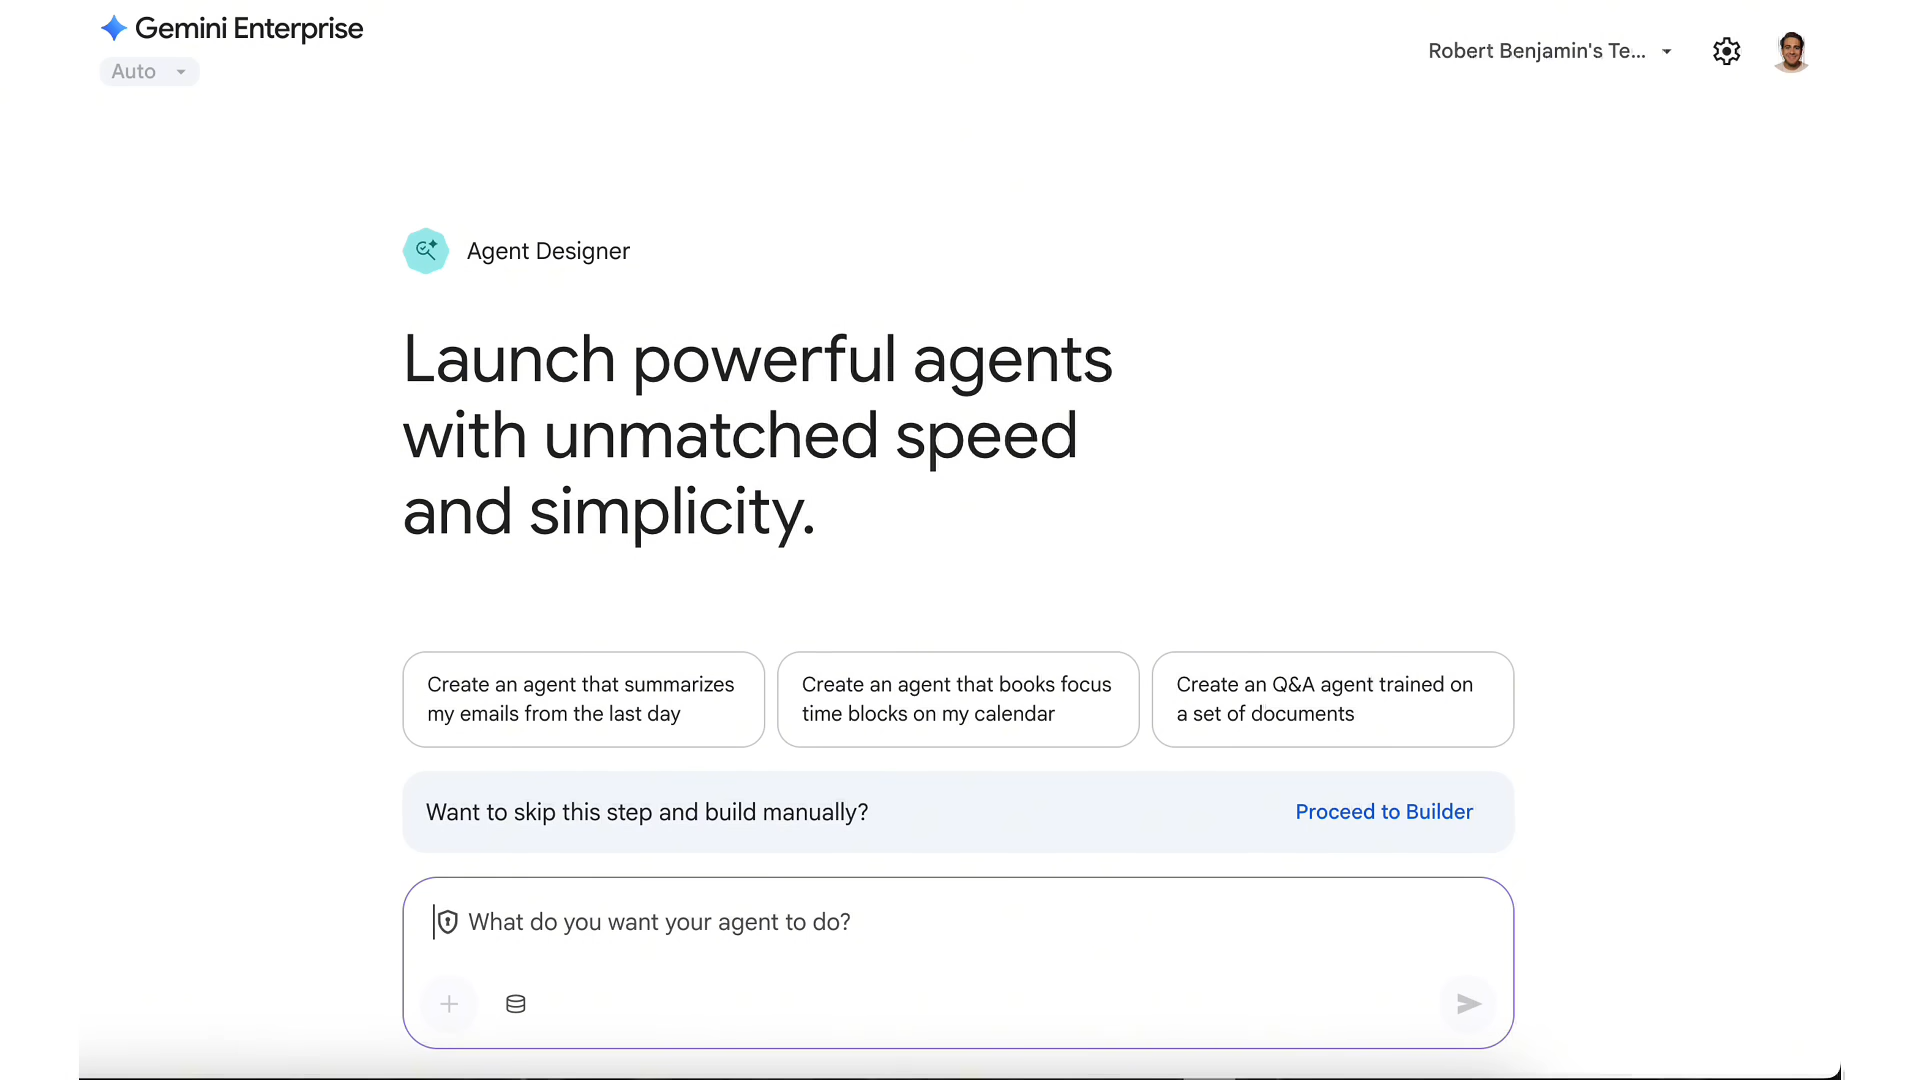 Gemini Enterprise
Auto
Robert Benjamin's Te...
Agent Designer
Launch powerful agents
with unmatched speed
and simplicity.
Create an agent that summarizes
my emails from the last day
Create an agent that books focus
time blocks on my calendar
Create an Q&A agent trained on
a set of documents
Want to skip this step and build manually?
Proceed to Builder
What do you want your agent to do?